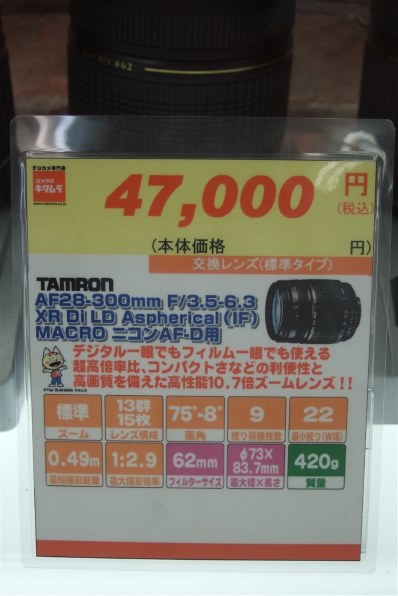 #62
デジカメ専門店
カメラの
キタムラ
47,000 円
(税込)
(本体価格 円)
交換レンズ(標準タイプ)
TAMRON
AF28-300mm F/3.5-6.3
XR Di LD Aspherical (IF)
MACRO ニコンAF-D用
デジタル一眼でもフィルム一眼でも使える
超高倍率比、コンパクトさなどの利便性と
高画質を備えた高性能10.7倍ズームレンズ!!
標準 13群 75°-8° 9 22
15枚
ズーム レンズ構成 画角 絞り羽根枚数 最小絞り(W端)
0.49m 1:2.9 62mm φ73× 420g
83.7mm
最短撮影距離 最大撮影倍率 フィルターサイズ 最大径×長さ 質量